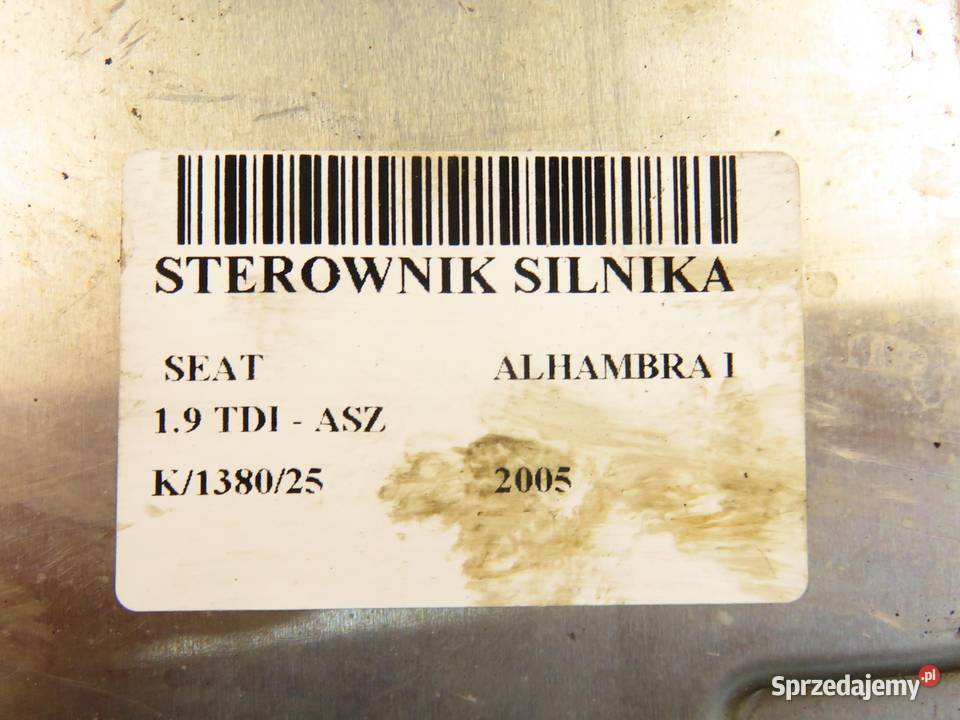 STEROWNIK SILNIKA
SEAT ALHAMBRA I
1.9 TDI - ASZ
K/1380/25 2005
Sprzedajemy.pl